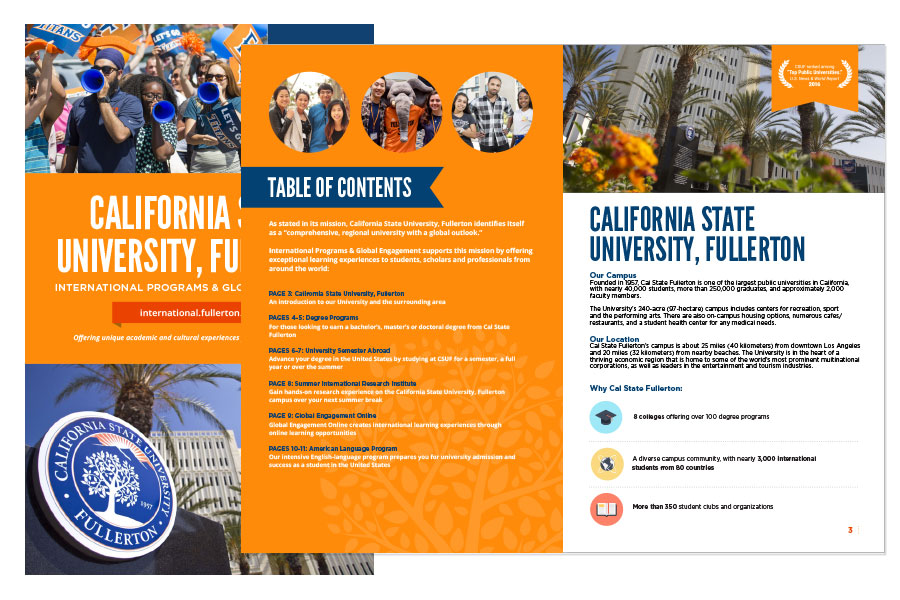 TITANS
LET'S GO
CALIFORNIA S
UNIVERSITY, FU
INTERNATIONAL PROGRAMS & GLO
international.fullerton.
Offering unique academic and cultural experiences
CALIFORNIA STATE UNIVERSITY
FULLERTON
1957
TABLE OF CONTENTS
As stated in its mission, California State University, Fullerton identifies itself
as a "comprehensive, regional university with a global outlook."
International Programs & Global Engagement supports this mission by offering
exceptional learning experiences to students, scholars and professionals from
around the world:
PAGE 3: California State University, Fullerton
An introduction to our University and the surrounding area
PAGES 4-5: Degree Programs
For those looking to earn a bachelor's, master's or doctoral degree from Cal State
Fullerton
PAGES 6-7: University Semester Abroad
Advance your degree in the United States by studying at CSUF for a semester, a full
year or over the summer
PAGE 8: Summer International Research Institute
Gain hands-on research experience on the California State University, Fullerton
campus over your next summer break
PAGE 9: Global Engagement Online
Global Engagement Online creates international learning experiences through
online learning opportunities
PAGES 10-11: American Language Program
Our intensive English-language program prepares you for university admission and
success as a student in the United States
CSUF ranked among
"Top Public Universities."
U.S. News & World Report
2016
CALIFORNIA STATE
UNIVERSITY, FULLERTON
Our Campus
Founded in 1957, Cal State Fullerton is one of the largest public universities in California,
with nearly 40,000 students, more than 250,000 graduates, and approximately 2,000
faculty members.
The University's 240-acre (97-hectare) campus includes centers for recreation, sport
and the performing arts. There are also on-campus housing options, numerous cafes/
restaurants, and a student health center for any medical needs.
Our Location
Cal State Fullerton's campus is about 25 miles (40 kilometers) from downtown Los Angeles
and 20 miles (32 kilometers) from nearby beaches. The University is in the heart of a
thriving economic region that is home to some of the world's most prominent multinational
corporations, as well as leaders in the entertainment and tourism industries.
Why Cal State Fullerton:
8 colleges offering over 100 degree programs
A diverse campus community, with nearly 3,000 international
students from 80 countries
More than 350 student clubs and organizations
3